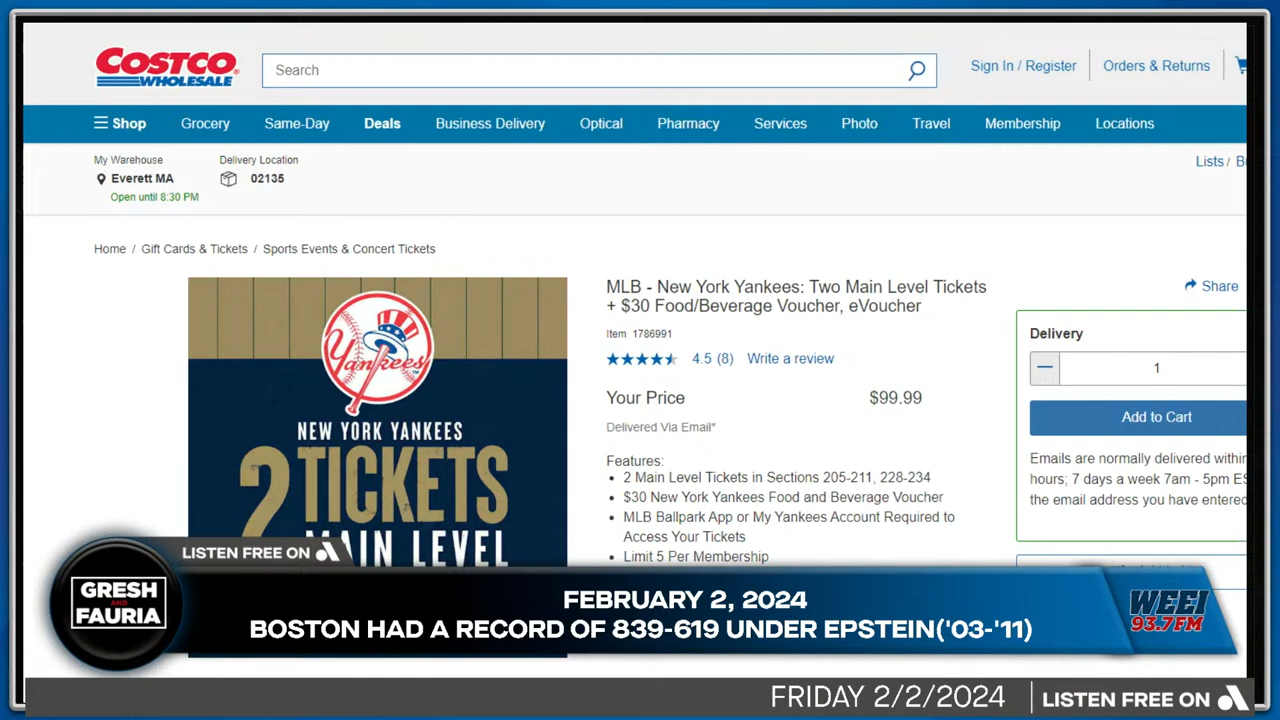 COSTCO
WHOLESALE
Search
Sign In / Register
Orders & Returns
Shop Grocery Same-Day Deals Business Delivery Optical Pharmacy Services Photo Travel Membership Locations
My Warehouse
Everett MA
Open until 8:30 PM
Delivery Location
02135
Lists / B
Home / Gift Cards & Tickets / Sports Events & Concert Tickets
Yankees
NEW YORK YANKEES
2 TICKETS
MAIN LEVEL
MLB - New York Yankees: Two Main Level Tickets
+ $30 Food/Beverage Voucher, eVoucher
Item 1786991
4.5 (8) Write a review
Your Price $99.99
Delivered Via Email*
Features:
• 2 Main Level Tickets in Sections 205-211, 228-234
• $30 New York Yankees Food and Beverage Voucher
• MLB Ballpark App or My Yankees Account Required to
Access Your Tickets
• Limit 5 Per Membership
Share
Delivery
1
Add to Cart
Emails are normally delivered within
hours; 7 days a week 7am - 5pm ES
the email address you have entered
LISTEN FREE ON
GRESH
AND
FAURIA
FEBRUARY 2, 2024
BOSTON HAD A RECORD OF 839-619 UNDER EPSTEIN('03-'11)
WEEI
93.7FM
FRIDAY 2/2/2024
LISTEN FREE ON